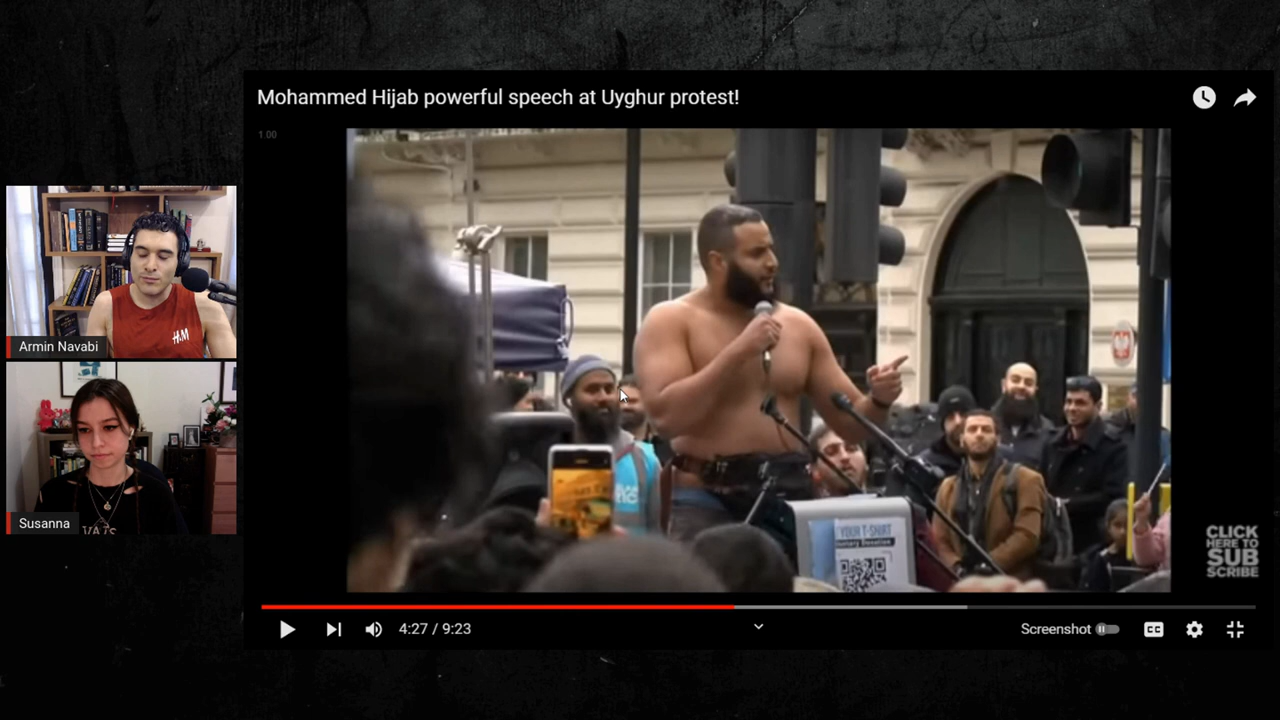 Mohammed Hijab powerful speech at Uyghur protest!
1.00
H&M
Armin Navabi
Susanna
YOUR T-SHIRT
CLICK
HERE TO
SUB
SCRIBE
4:27 / 9:23
Screenshot
CC